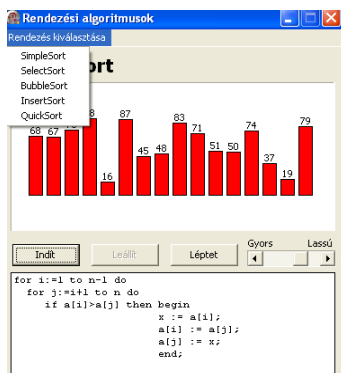 Rendezési algoritmusok
Rendezés kiválasztása
SimpleSort
SelectSort
BubbleSort
InsertSort
QuickSort
68 67 16 87 45 48 83 71 51 50 74 37 19 79
Indít Leállít Léptet Gyors Lassú
for i:=1 to n-1 do
for j:=i+1 to n do
if a[i]>a[j] then begin
x := a[i];
a[i] := a[j];
a[j] := x;
end;